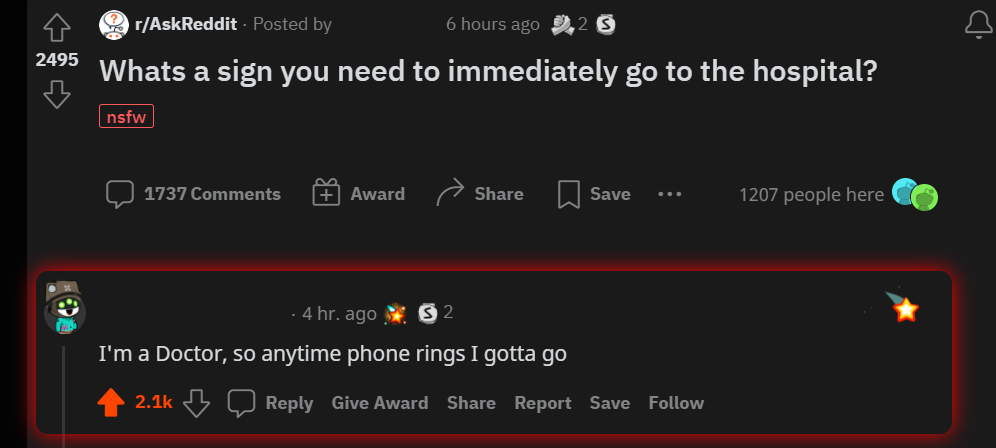 r/AskReddit · Posted by 6 hours ago 2 S
2495
Whats a sign you need to immediately go to the hospital?
nsfw
1737 Comments Award Share Save ··· 1207 people here
· 4 hr. ago S 2
I'm a Doctor, so anytime phone rings I gotta go
2.1k Reply Give Award Share Report Save Follow